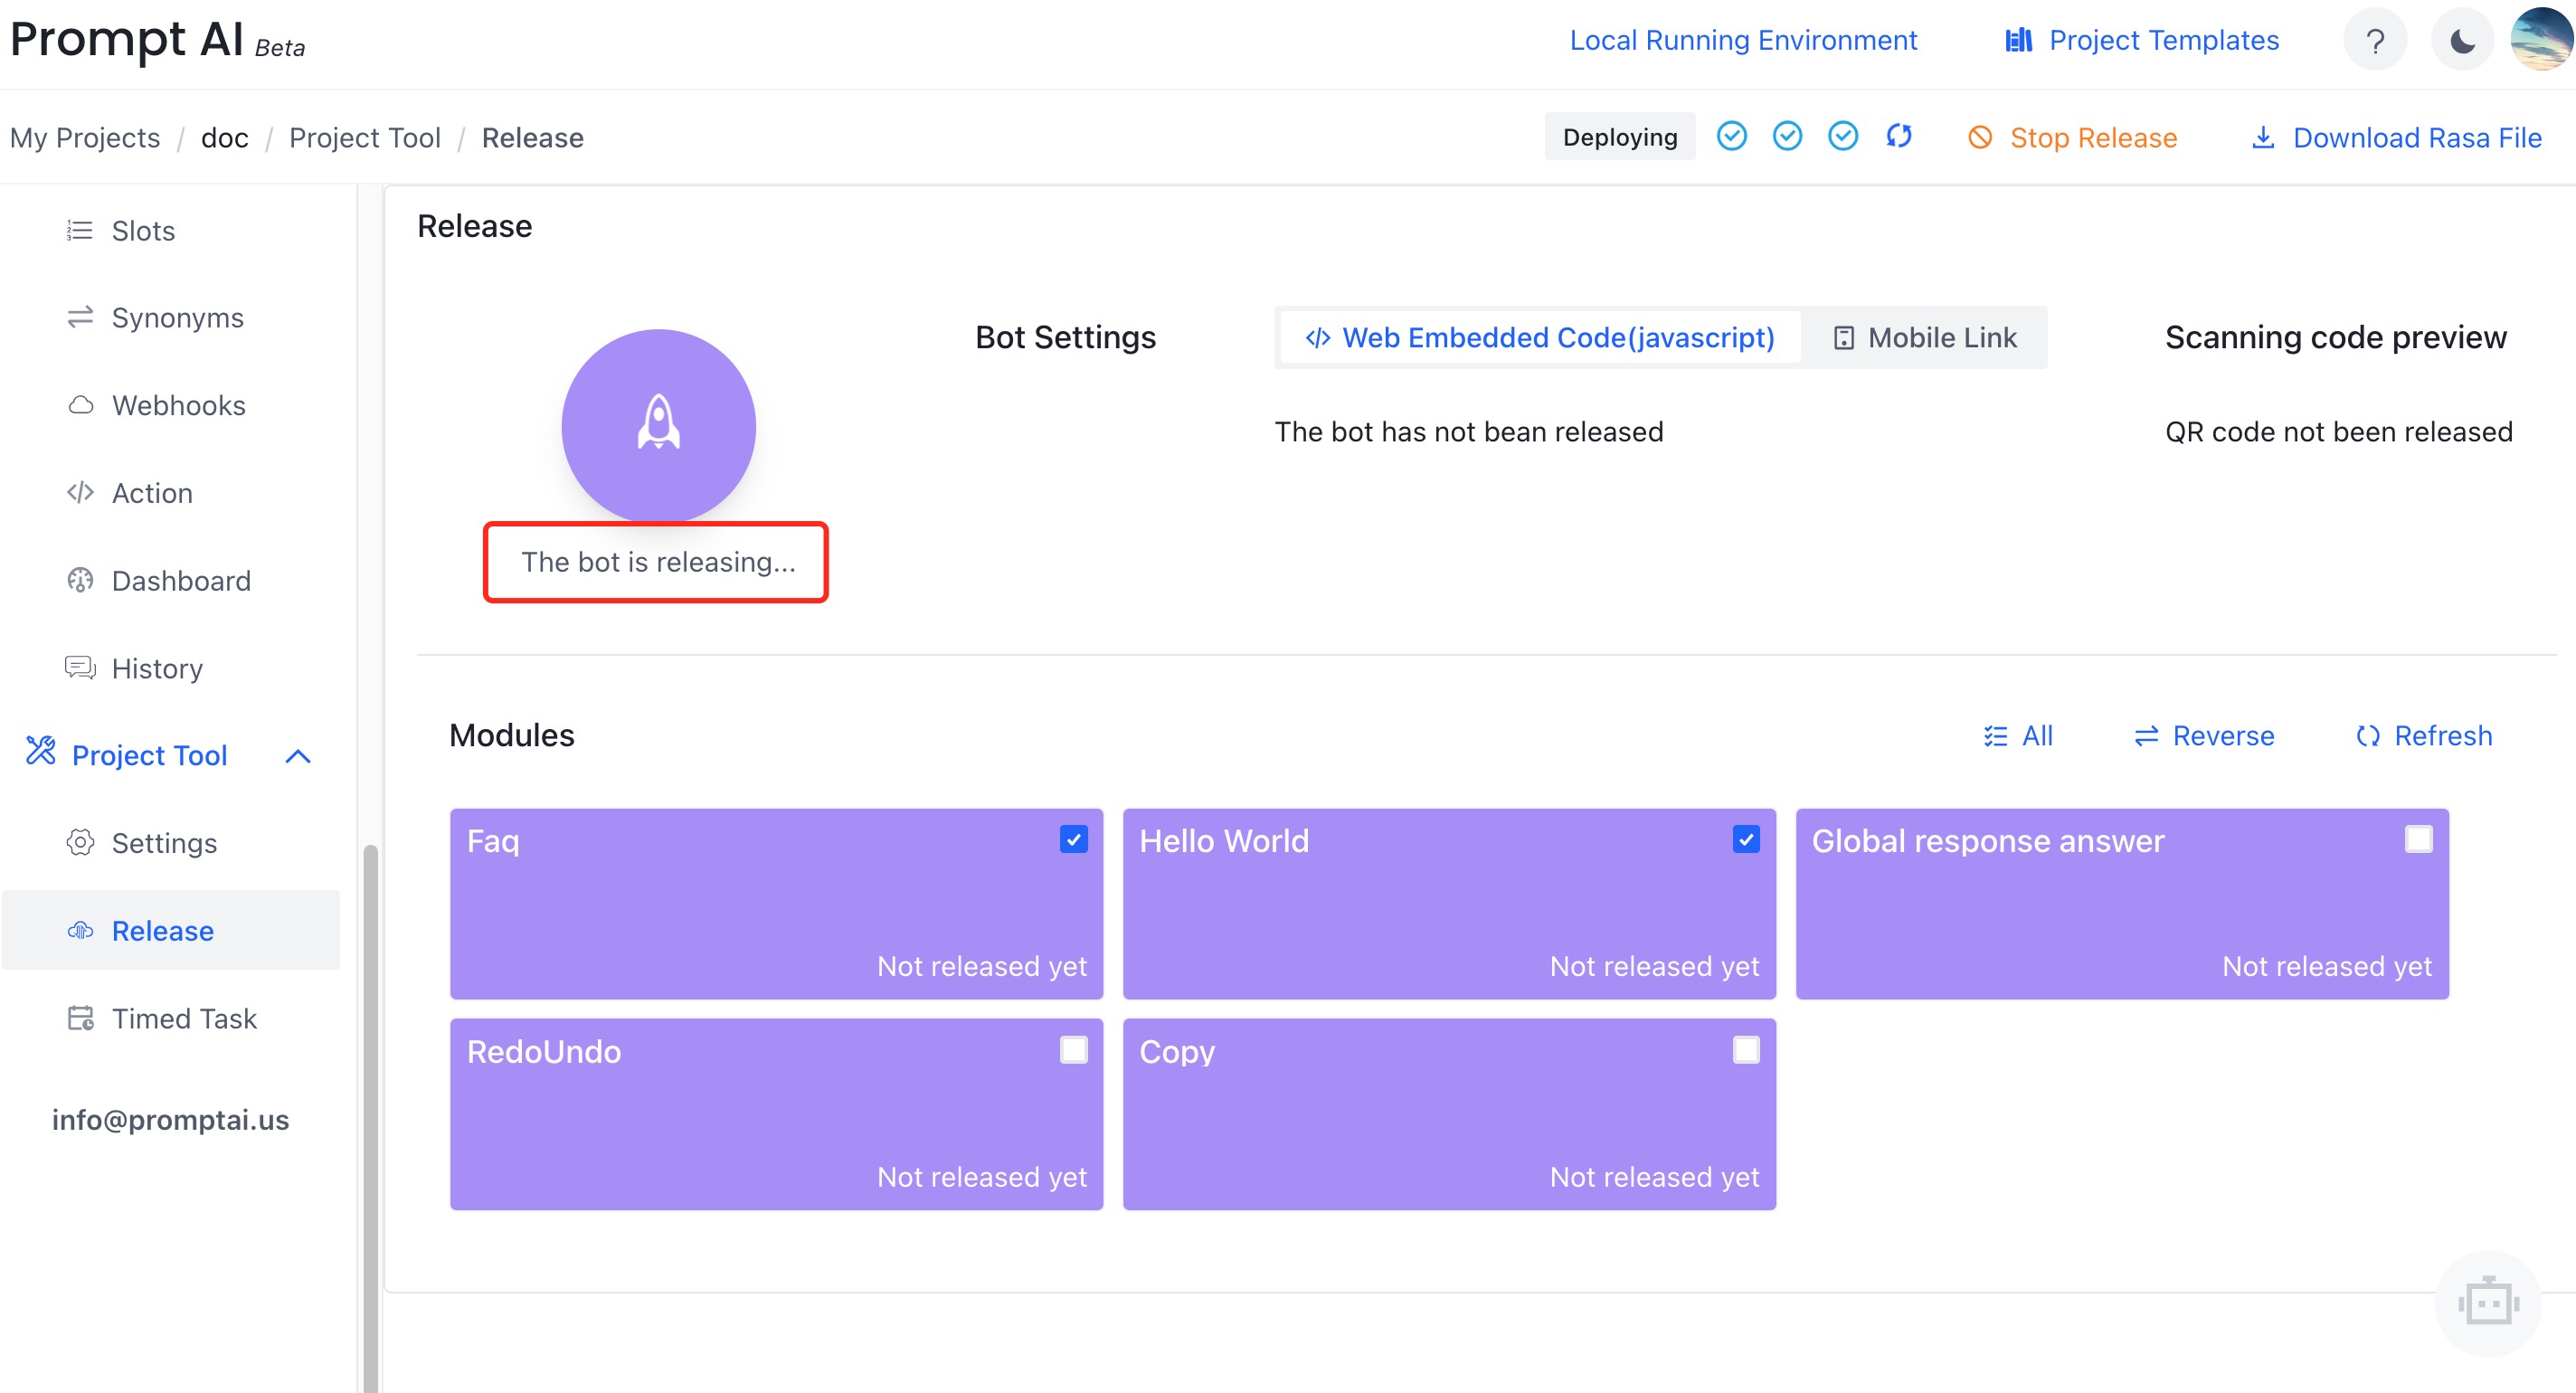 Prompt AI Beta
Local Running Environment
Project Templates
?
My Projects / doc / Project Tool / Release
Deploying
Stop Release
Download Rasa File
Slots
Synonyms
Webhooks
Action
Dashboard
History
Project Tool
Settings
Release
Timed Task
info@promptai.us
Release
The bot is releasing...
Bot Settings
</> Web Embedded Code(javascript)
Mobile Link
The bot has not bean released
Scanning code preview
QR code not been released
Modules
All
Reverse
Refresh
Faq
Not released yet
Hello World
Not released yet
Global response answer
Not released yet
RedoUndo
Not released yet
Copy
Not released yet